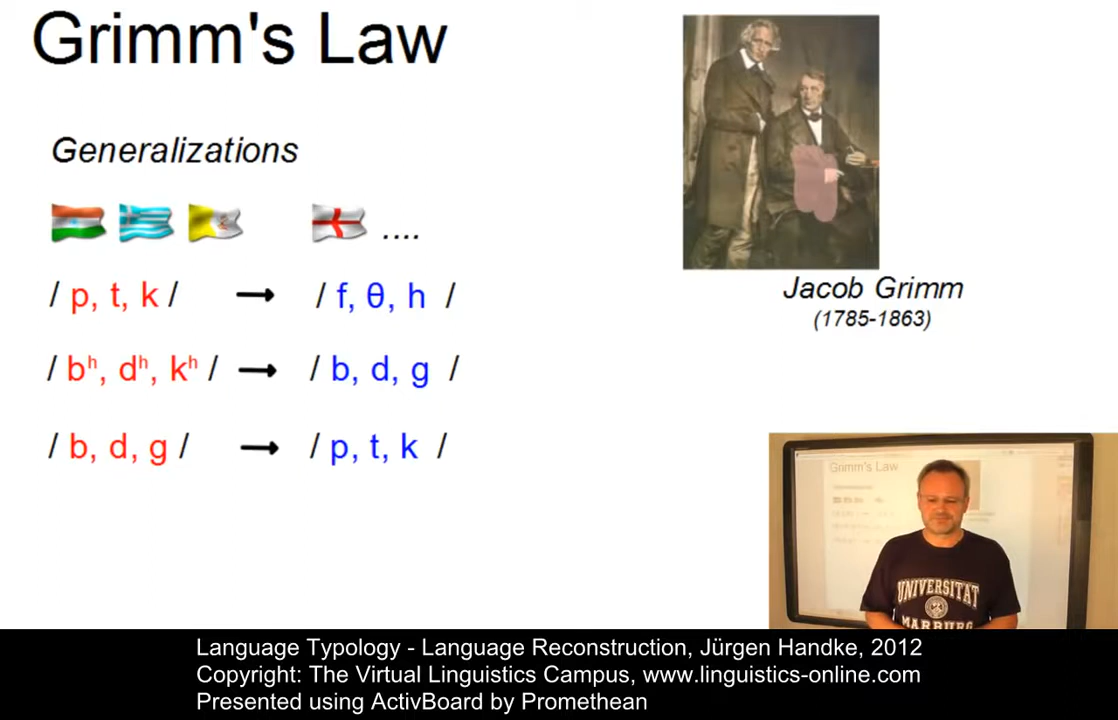 Grimm's Law
Generalizations
....
/ p, t, k / → / f, θ, h /
/ bʰ, dʰ, kʰ / → / b, d, g /
/ b, d, g / → / p, t, k /
Jacob Grimm
(1785-1863)
Grimm's Law
UNIVERSITAT
MARBURG
Language Typology - Language Reconstruction, Jürgen Handke, 2012
Copyright: The Virtual Linguistics Campus, www.linguistics-online.com
Presented using ActivBoard by Promethean